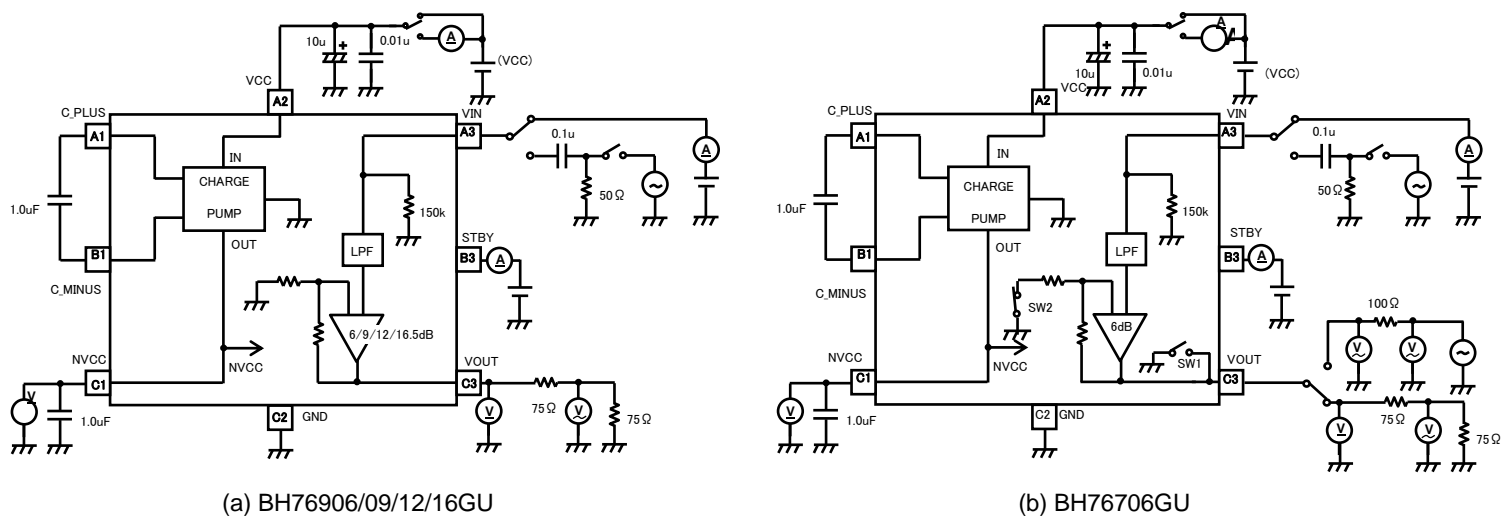 10u
+
0.01u
A
(VCC)
VCC
A2
C_PLUS
VIN
A1
A3
0.1u
A
IN
CHARGE
PUMP
50Ω
1.0uF
150k
OUT
STBY
LPF
B1
B3
A
C_MINUS
6/9/12/16.5dB
NVCC
NVCC
VOUT
C1
C3
V
1.0uF
C2
GND
V
75Ω
V
75Ω
(a) BH76906/09/12/16GU
A
+
10u
0.01u
(VCC)
VCC
A2
C_PLUS
VIN
A1
A3
0.1u
A
IN
CHARGE
PUMP
50Ω
1.0uF
150k
OUT
STBY
LPF
B1
B3
A
C_MINUS
SW2
6dB
100Ω
V
V
NVCC
NVCC
SW1
VOUT
C1
C3
V
1.0uF
C2
GND
V
75Ω
V
75Ω
(b) BH76706GU